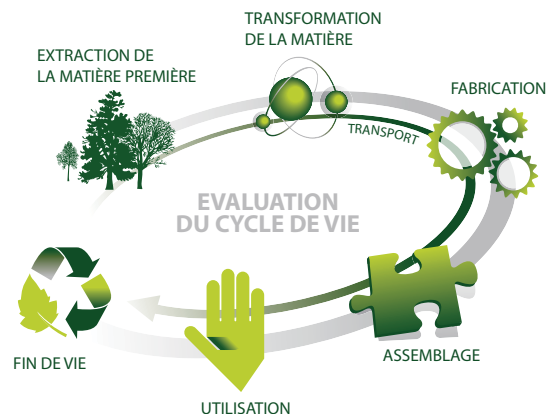 TRANSFORMATION
DE LA MATIÈRE
EXTRACTION DE
LA MATIÈRE PREMIÈRE
FABRICATION
TRANSPORT
EVALUATION
DU CYCLE DE VIE
ASSEMBLAGE
FIN DE VIE
UTILISATION